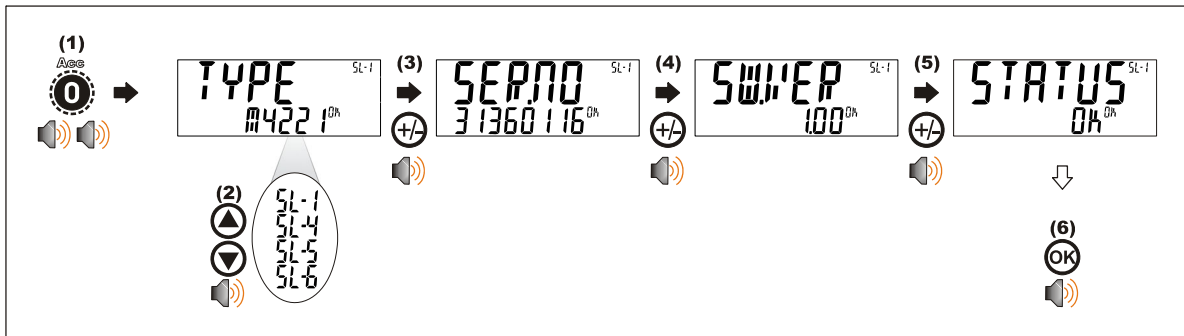 (1)
Acc
0
TYPE SL-1
M4221 OK
(2)
SL-1
SL-4
SL-5
SL-6
(3)
+/-
SER.NO SL-1
31360116 OK
(4)
+/-
SW.VER SL-1
1.00 OK
(5)
+/-
STATUS SL-1
OK OK
(6)
OK